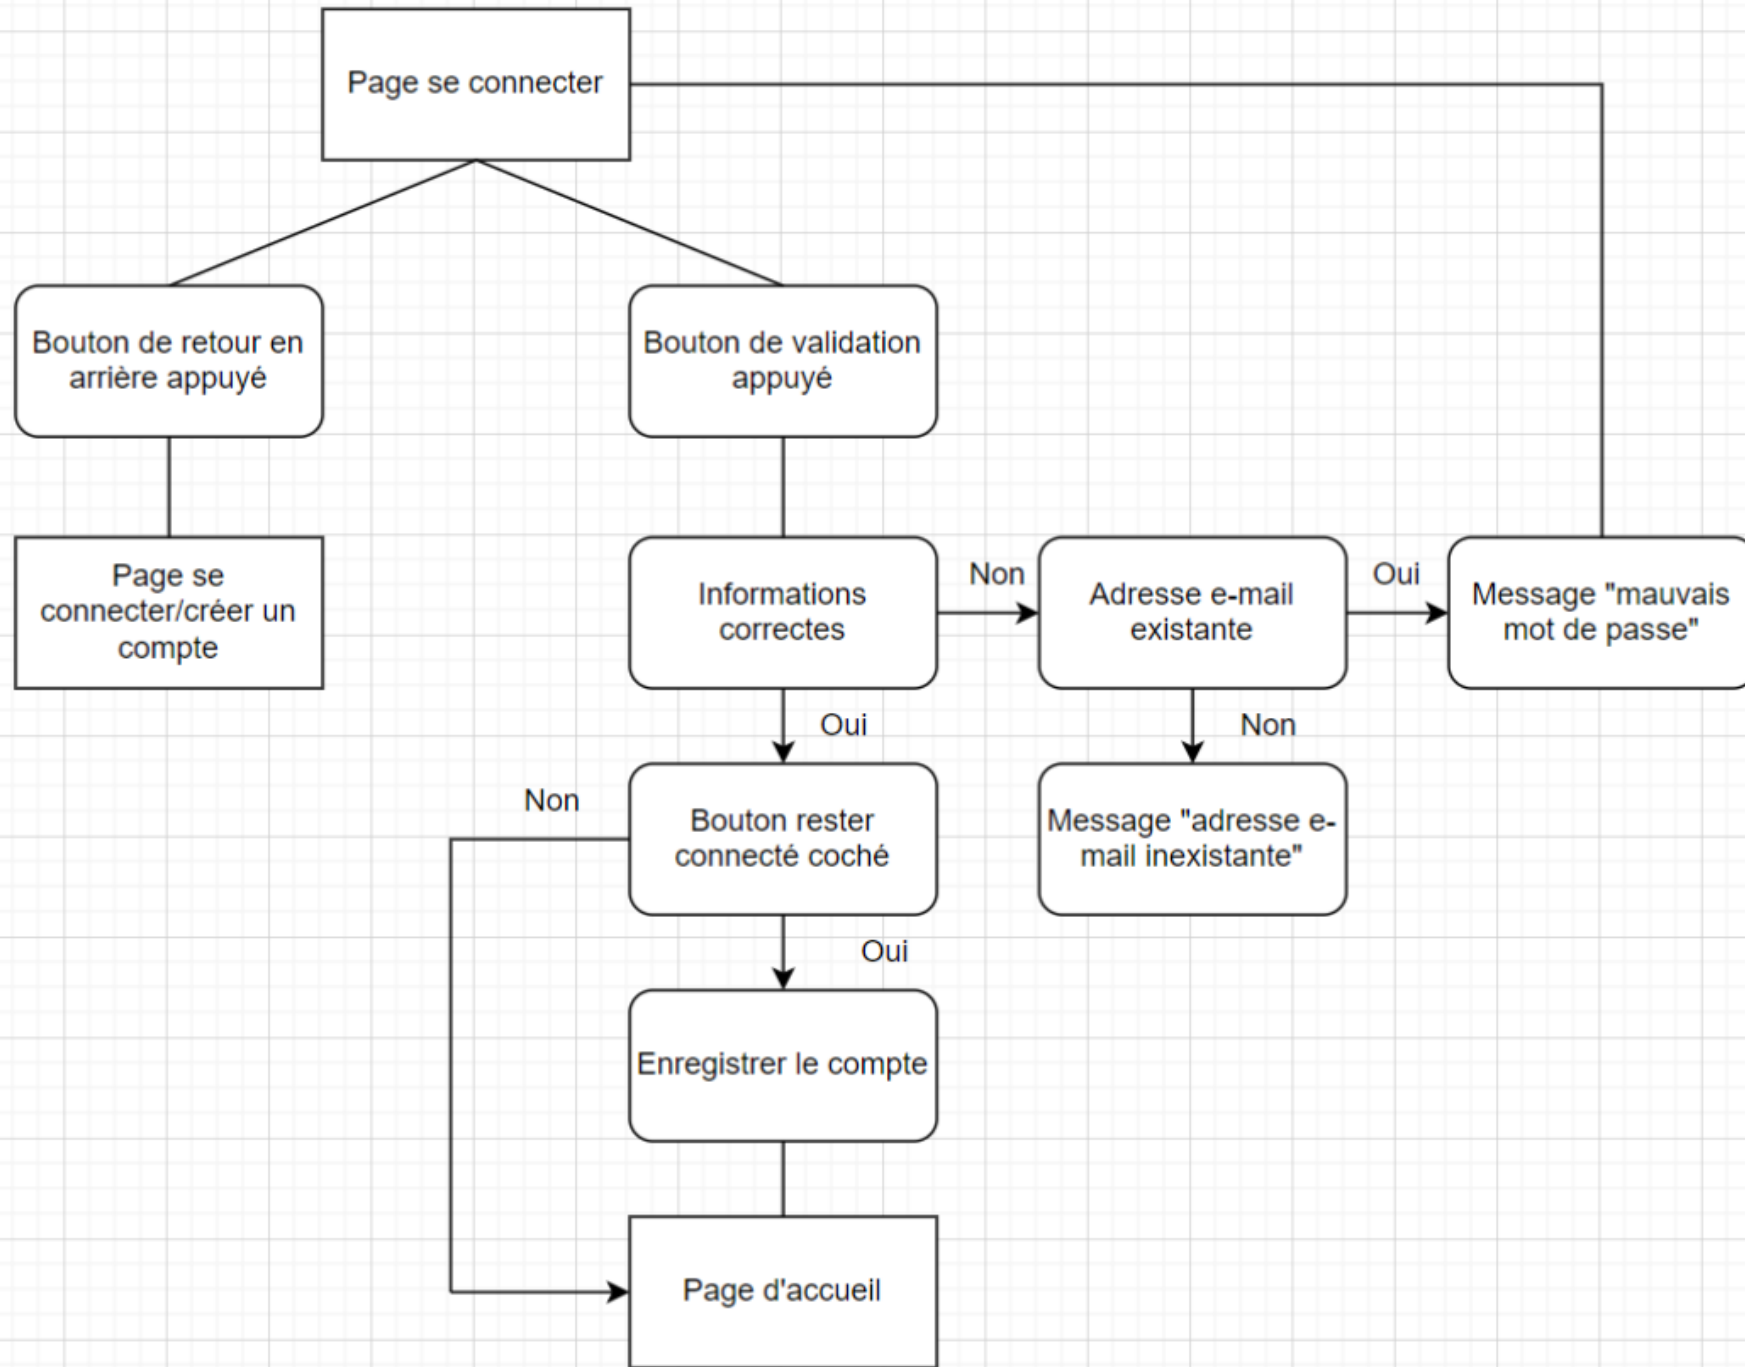 Page se connecter
Bouton de retour en
arrière appuyé
Bouton de validation
appuyé
Page se
connecter/créer un
compte
Informations
correctes
Non
Adresse e-mail
existante
Oui
Message "mauvais
mot de passe"
Oui
Non
Non
Bouton rester
connecté coché
Message "adresse e-
mail inexistante"
Oui
Enregistrer le compte
Page d'accueil